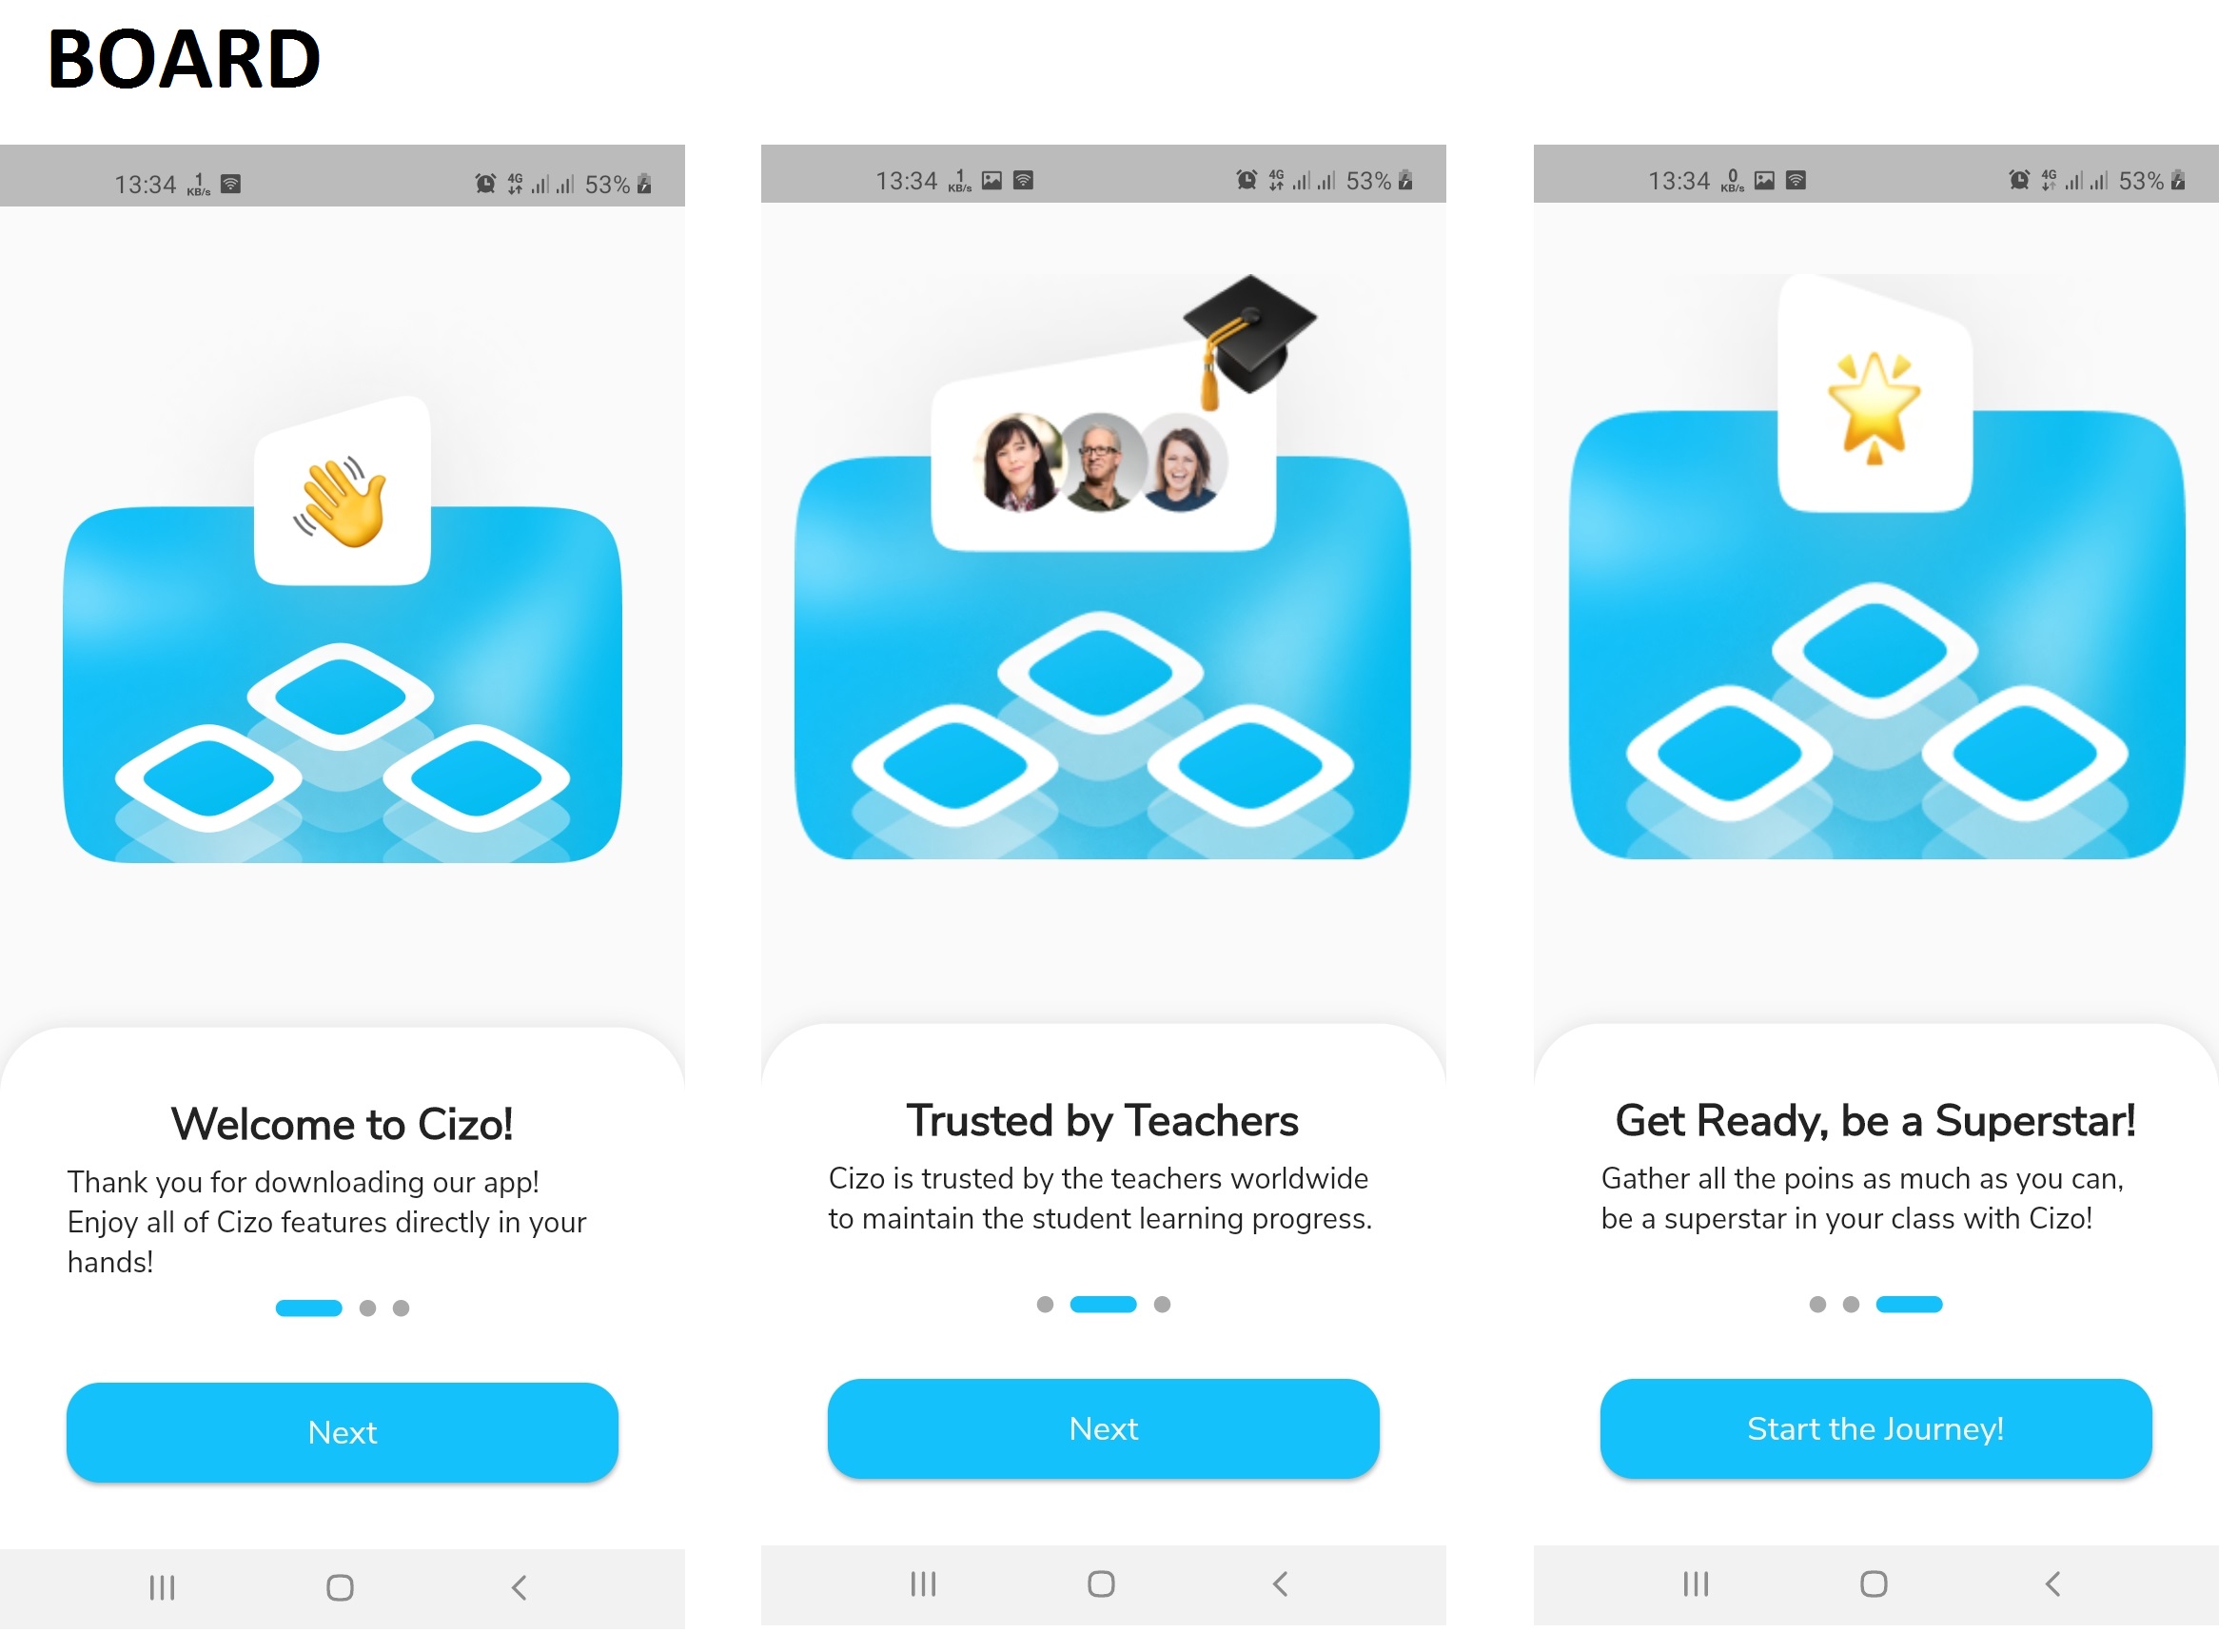 BOARD
13:34 1 KB/s 4G 53%
Welcome to Cizo!
Thank you for downloading our app!
Enjoy all of Cizo features directly in your
hands!
Next
13:34 1 KB/s 4G 53%
Trusted by Teachers
Cizo is trusted by the teachers worldwide
to maintain the student learning progress.
Next
13:34 0 KB/s 4G 53%
Get Ready, be a Superstar!
Gather all the poins as much as you can,
be a superstar in your class with Cizo!
Start the Journey!